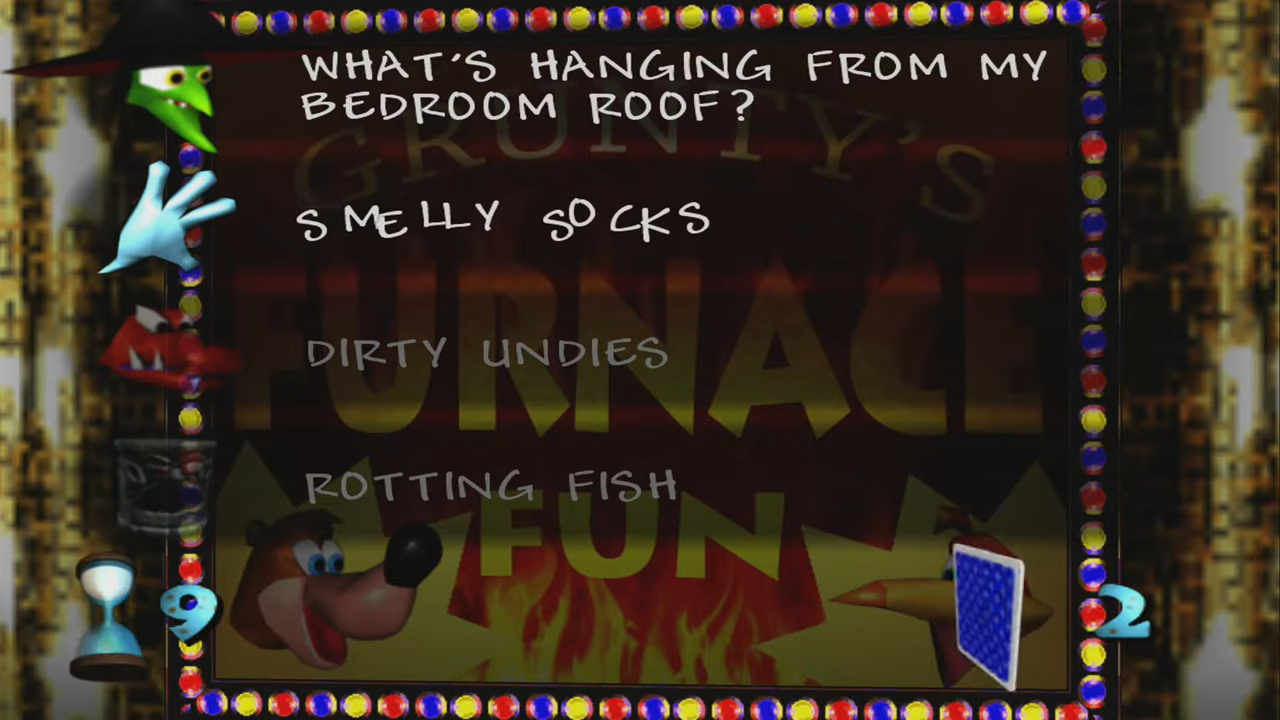 WHAT'S HANGING FROM MY
BEDROOM ROOF?
GRUNTY'S
SMELLY SOCKS
FURNACE
DIRTY UNDIES
ROTTING FISH
FUN
9
2